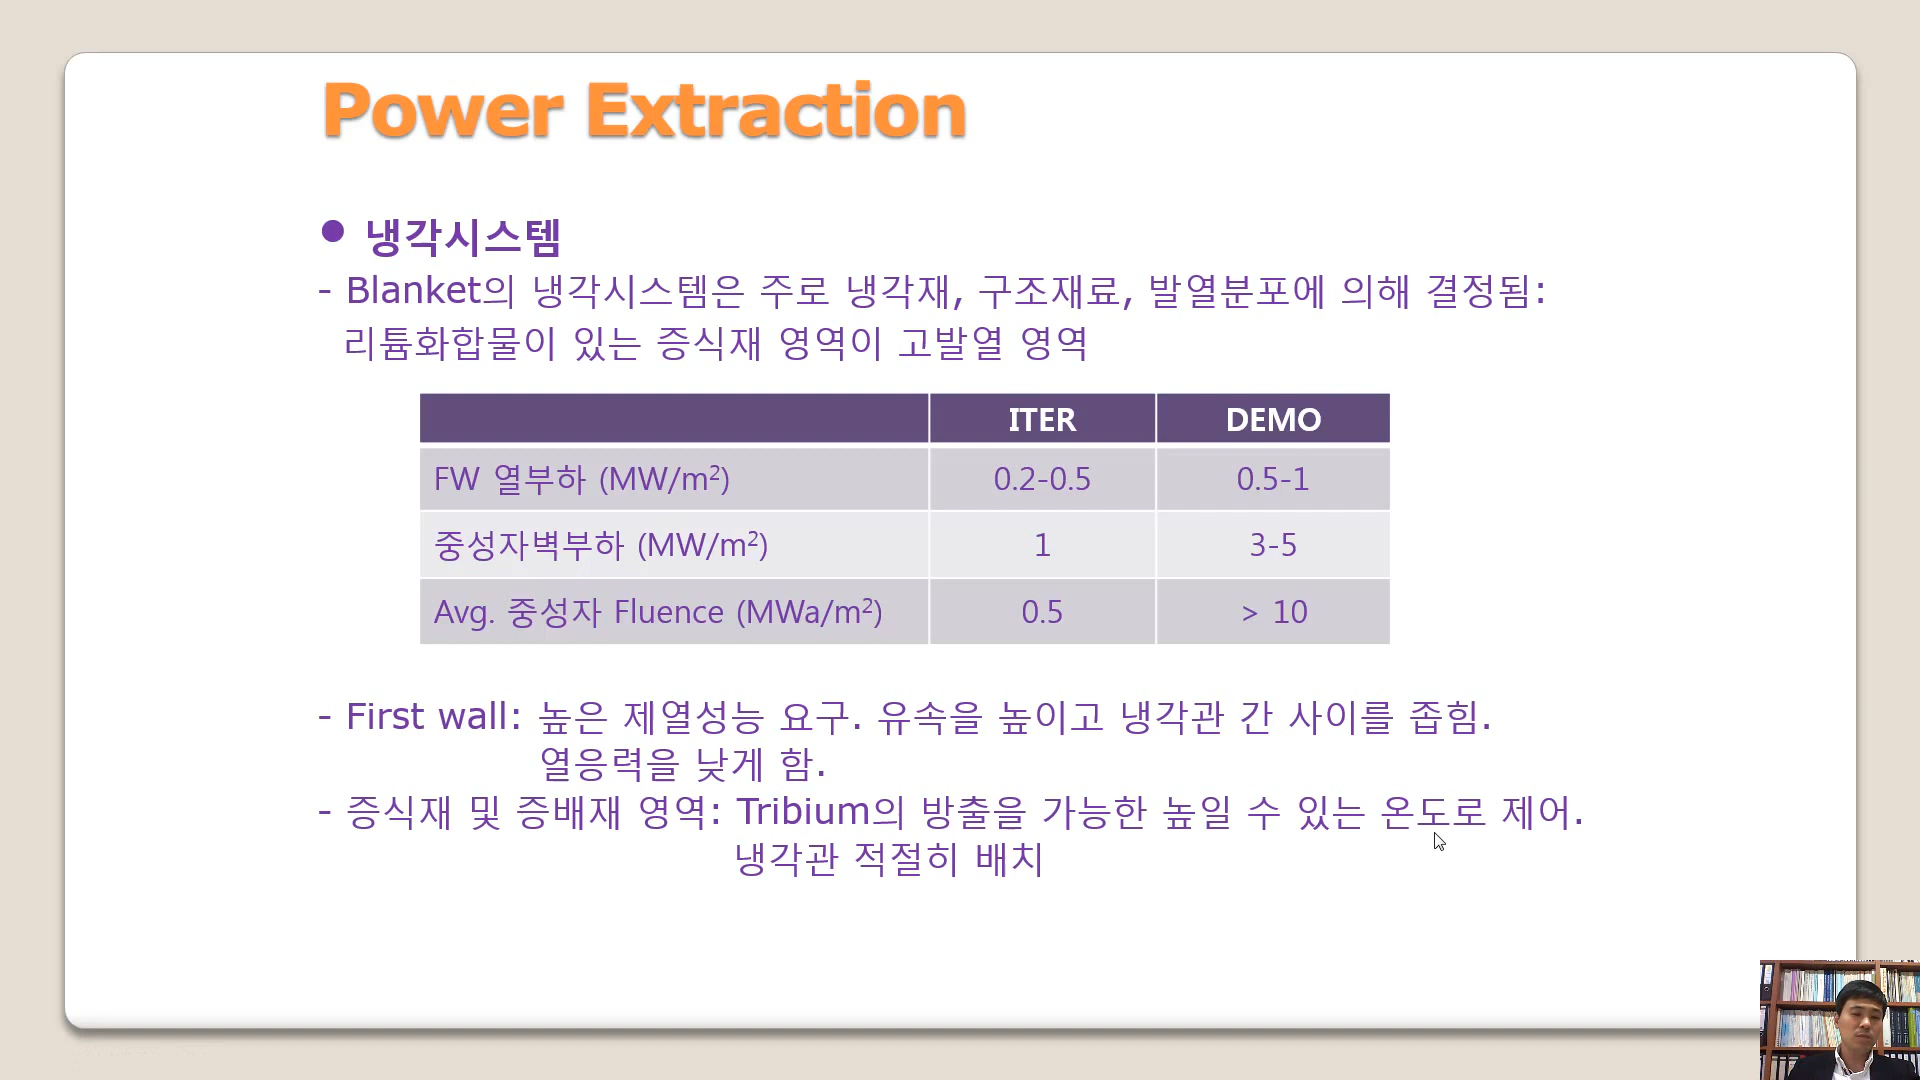 Power Extraction
● 냉각시스템
- Blanket의 냉각시스템은 주로 냉각재, 구조재료, 발열분포에 의해 결정됨:
리튬화합물이 있는 증식재 영역이 고발열 영역
ITER DEMO
FW 열부하 (MW/m²) 0.2-0.5 0.5-1
중성자벽부하 (MW/m²) 1 3-5
Avg. 중성자 Fluence (MWa/m²) 0.5 > 10
- First wall: 높은 제열성능 요구. 유속을 높이고 냉각관 간 사이를 좁힘.
열응력을 낮게 함.
- 증식재 및 증배재 영역: Tribium의 방출을 가능한 높일 수 있는 온도로 제어.
냉각관 적절히 배치